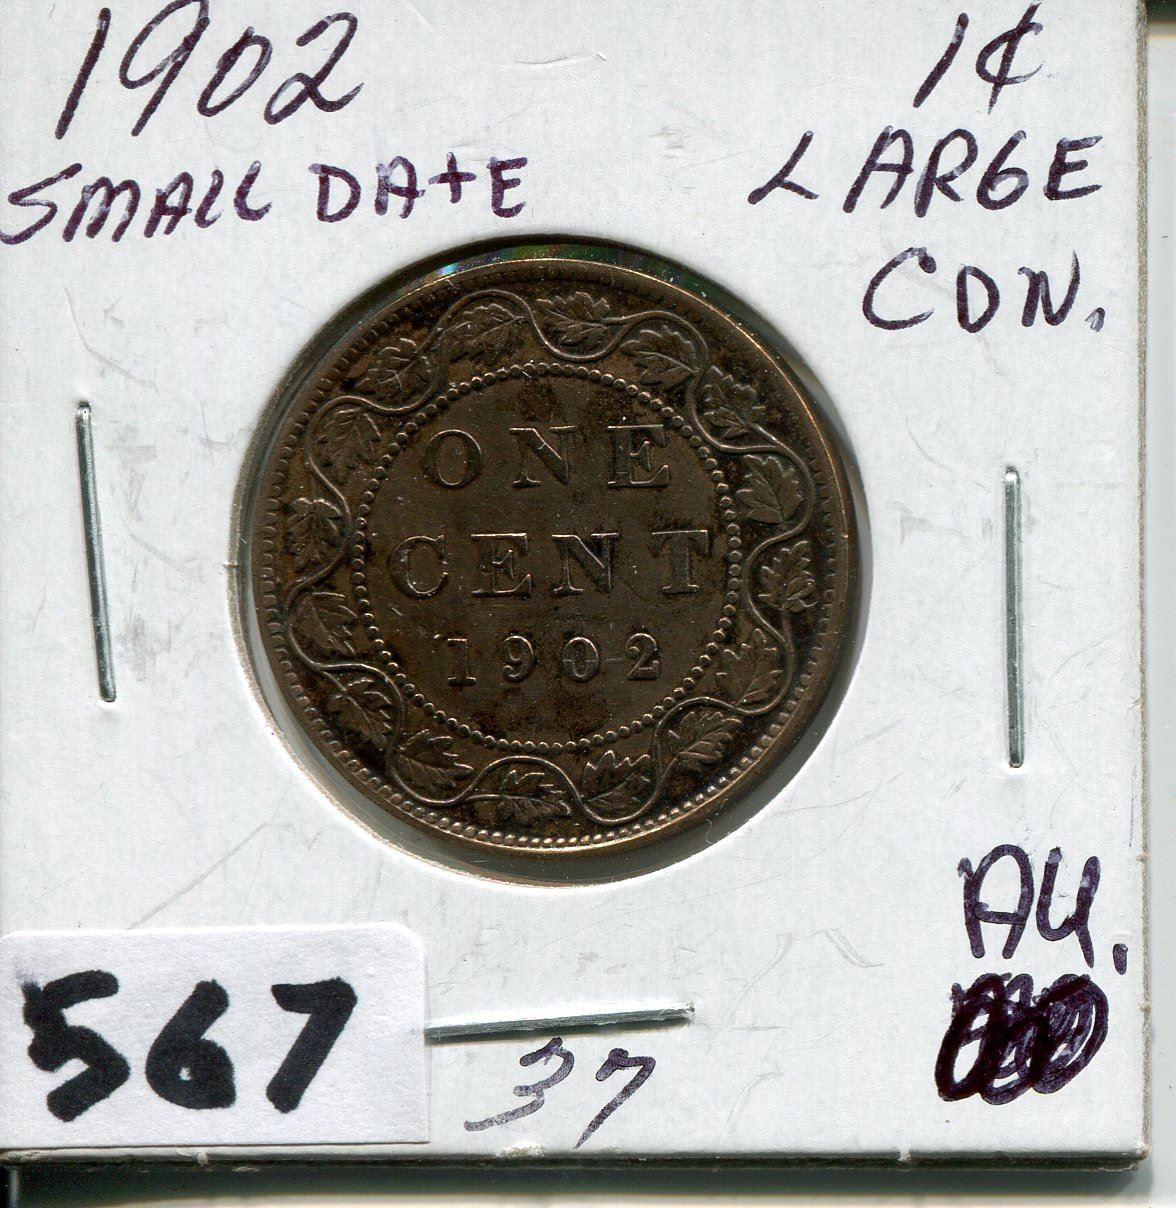 1902
SMALL DATE
1¢
LARGE
CDN.
ONE
CENT
1902
AU.
567
37